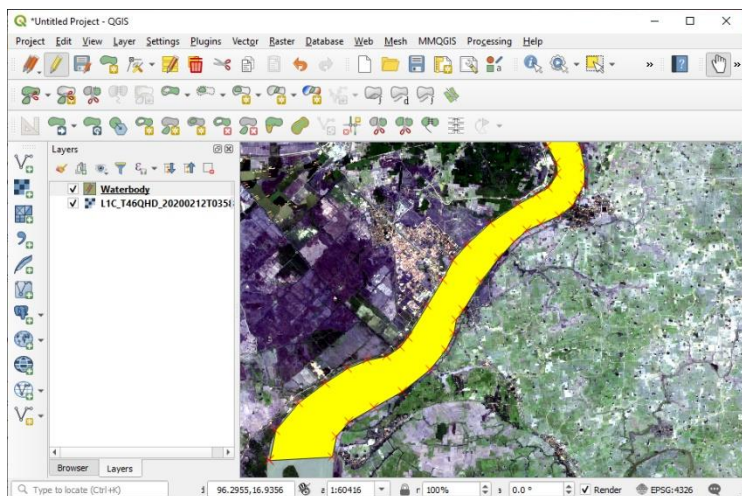 *Untitled Project - QGIS
Project Edit View Layer Settings Plugins Vector Raster Database Web Mesh MMQGIS Processing Help
Layers
Waterbody
L1C_T46QHD_20200212T0358
Browser Layers
Type to locate (Ctrl+K) 96.2955,16.9356 1:60416 100% 0.0 ° Render EPSG:4326